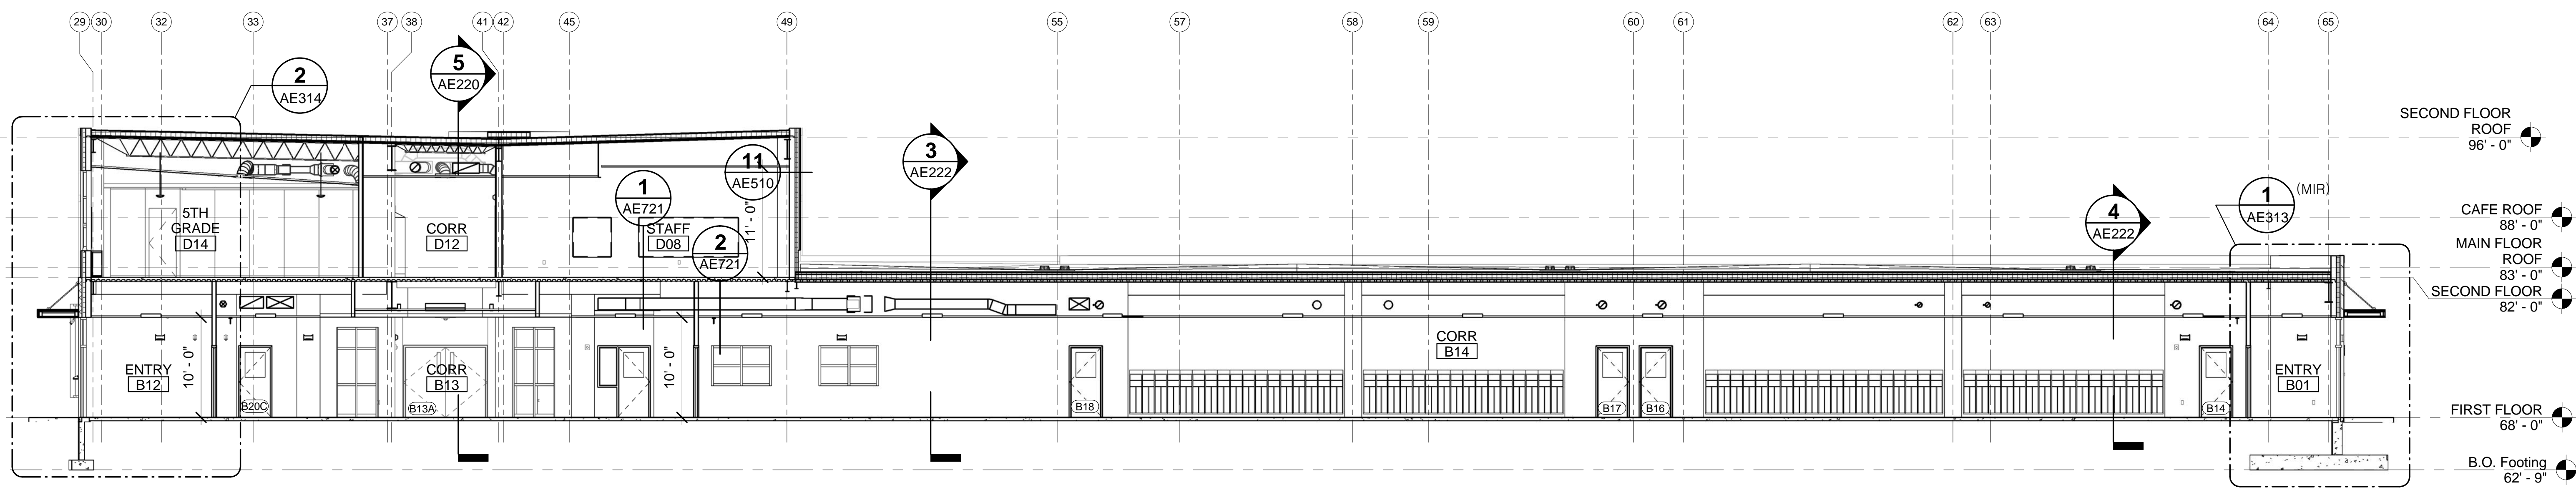 29 30 32 33 37 38 41 42 45 49 55 57 58 59 60 61 62 63 64 65
2
AE314
5
AE220
SECOND FLOOR
ROOF
96' - 0"
11
AE510
3
AE222
1
AE721
1
AE313
(MIR)
4
AE222
5TH
GRADE
D14
CORR
D12
STAFF
D08
11' - 0"
2
AE721
CAFE ROOF
88' - 0"
MAIN FLOOR
ROOF
83' - 0"
SECOND FLOOR
82' - 0"
ENTRY
B12
10' - 0"
B20C
CORR
B13
B13A
10' - 0"
B18
CORR
B14
B17
B16
B14
ENTRY
B01
FIRST FLOOR
68' - 0"
B.O. Footing
62' - 9"